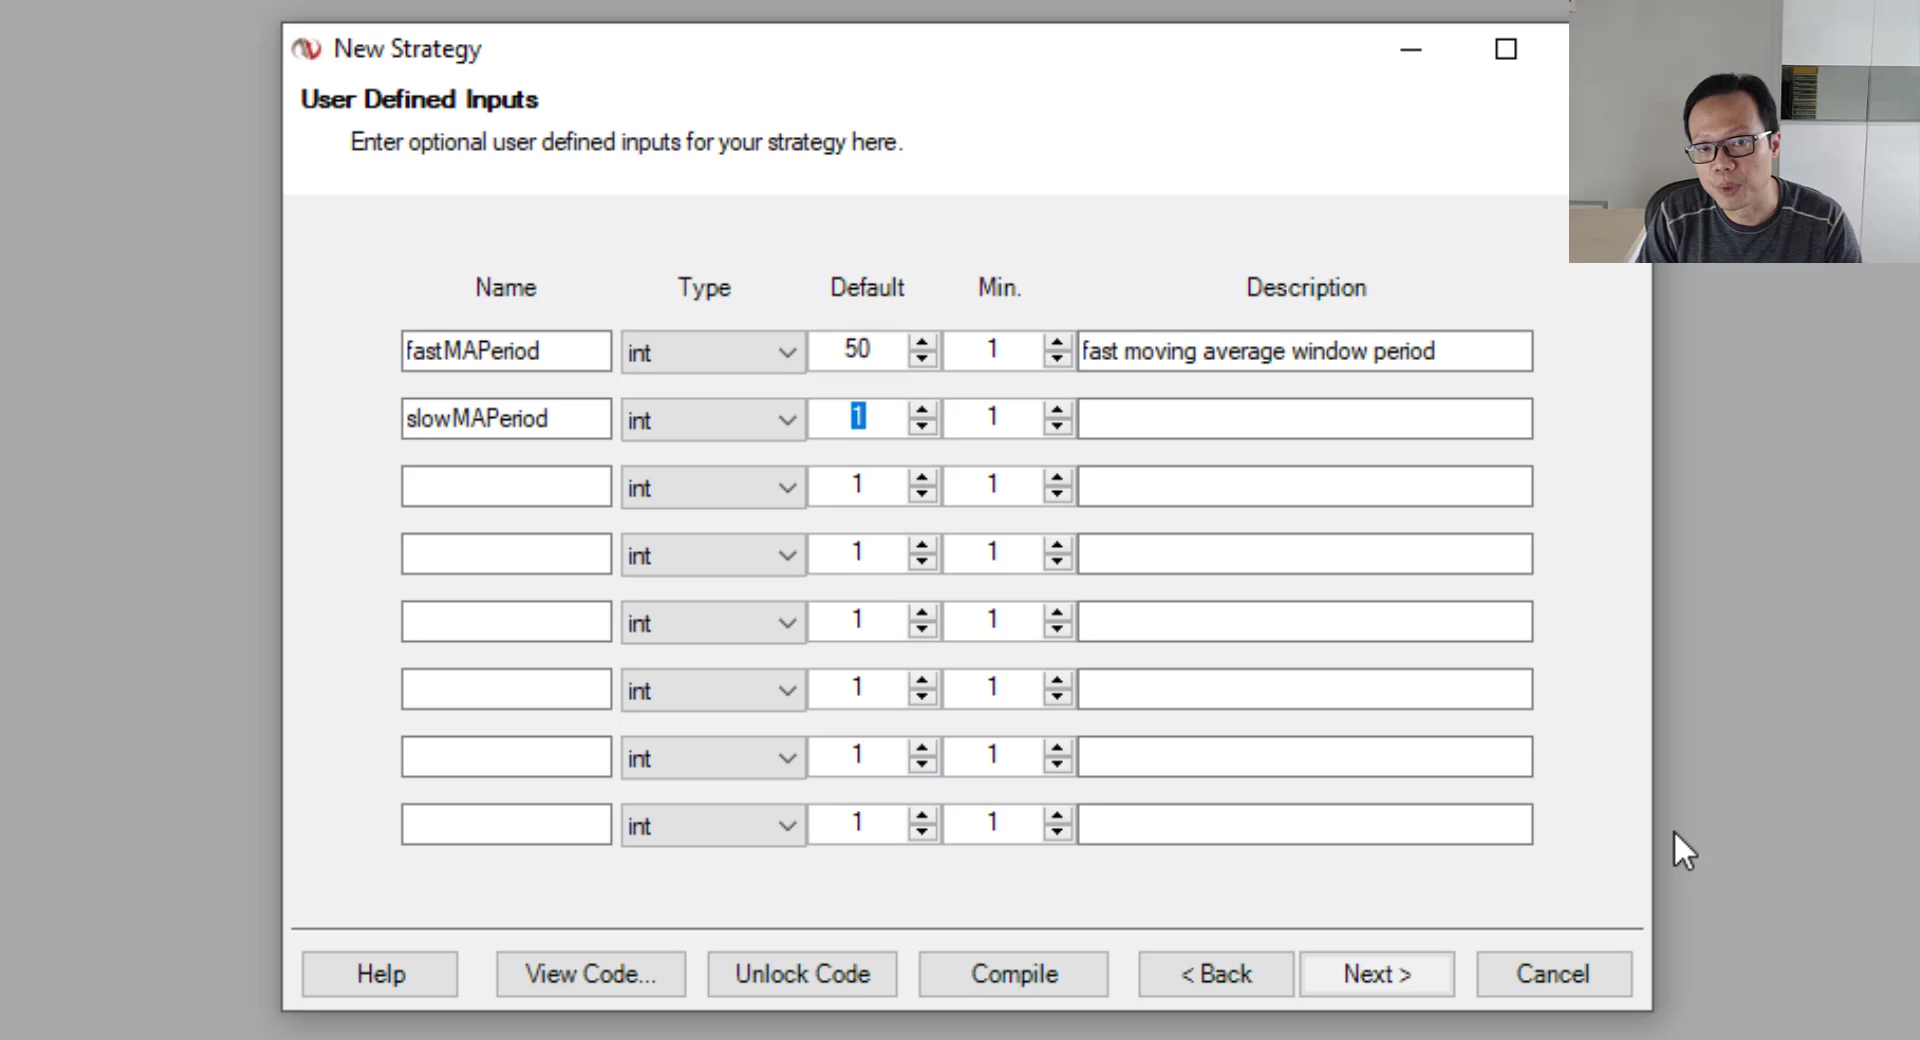 New Strategy
User Defined Inputs
Enter optional user defined inputs for your strategy here.
Name Type Default Min. Description
fastMAPeriod int 50 1 fast moving average window period
slowMAPeriod int 1 1
int 1 1
int 1 1
int 1 1
int 1 1
int 1 1
int 1 1
Help View Code... Unlock Code Compile < Back Next > Cancel